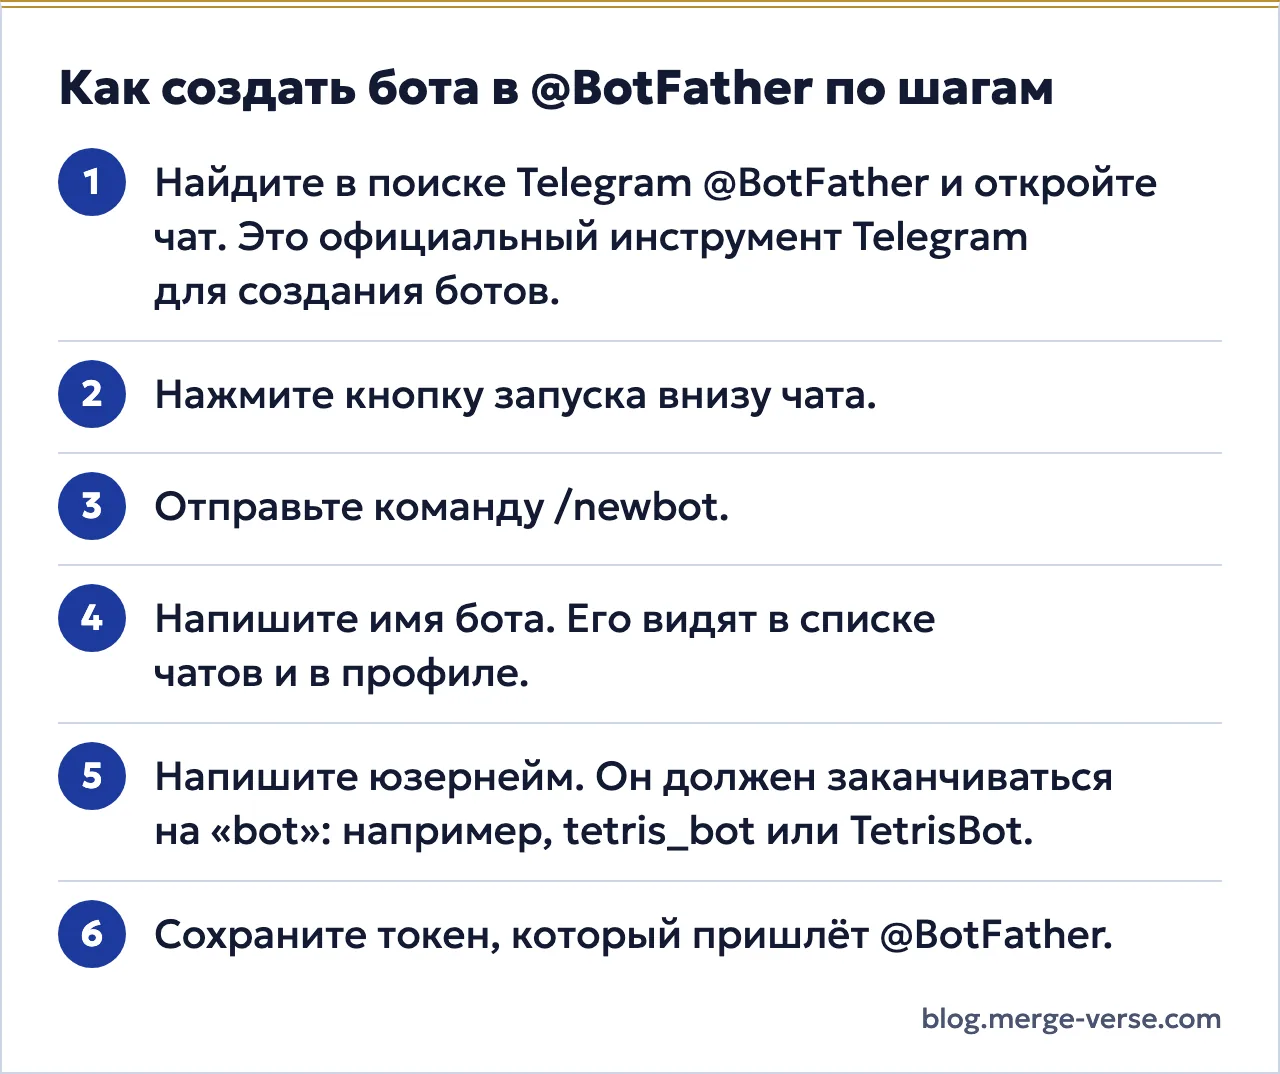 Как создать бота в @BotFather по шагам
1 Найдите в поиске Telegram @BotFather и откройте
чат. Это официальный инструмент Telegram
для создания ботов.
2 Нажмите кнопку запуска внизу чата.
3 Отправьте команду /newbot.
4 Напишите имя бота. Его видят в списке
чатов и в профиле.
5 Напишите юзернейм. Он должен заканчиваться
на «bot»: например, tetris_bot или TetrisBot.
6 Сохраните токен, который пришлёт @BotFather.
blog.merge-verse.com